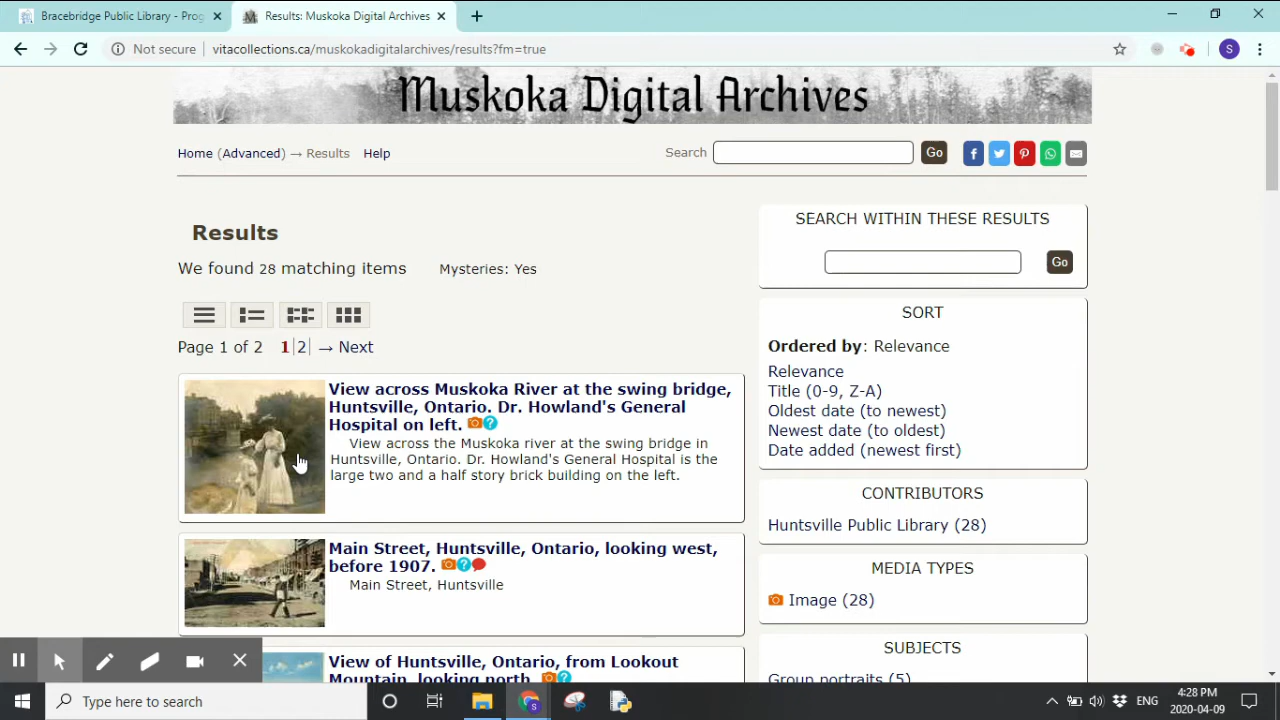 Bracebridge Public Library - Prog
Results: Muskoka Digital Archives
Not secure
vitacollections.ca/muskokadigitalarchives/results?fm=true
S
Muskoka Digital Archives
Home (Advanced) → Results Help
Search
Go
Results
We found 28 matching items
Mysteries: Yes
Page 1 of 2 1 | 2 | → Next
View across Muskoka River at the swing bridge,
Huntsville, Ontario. Dr. Howland's General
Hospital on left.
View across the Muskoka river at the swing bridge in
Huntsville, Ontario. Dr. Howland's General Hospital is the
large two and a half story brick building on the left.
Main Street, Huntsville, Ontario, looking west,
before 1907.
Main Street, Huntsville
View of Huntsville, Ontario, from Lookout
Mountain, looking north.
SEARCH WITHIN THESE RESULTS
Go
SORT
Ordered by: Relevance
Relevance
Title (0-9, Z-A)
Oldest date (to newest)
Newest date (to oldest)
Date added (newest first)
CONTRIBUTORS
Huntsville Public Library (28)
MEDIA TYPES
Image (28)
SUBJECTS
Group portraits (5)
Type here to search
ENG
4:28 PM
2020-04-09